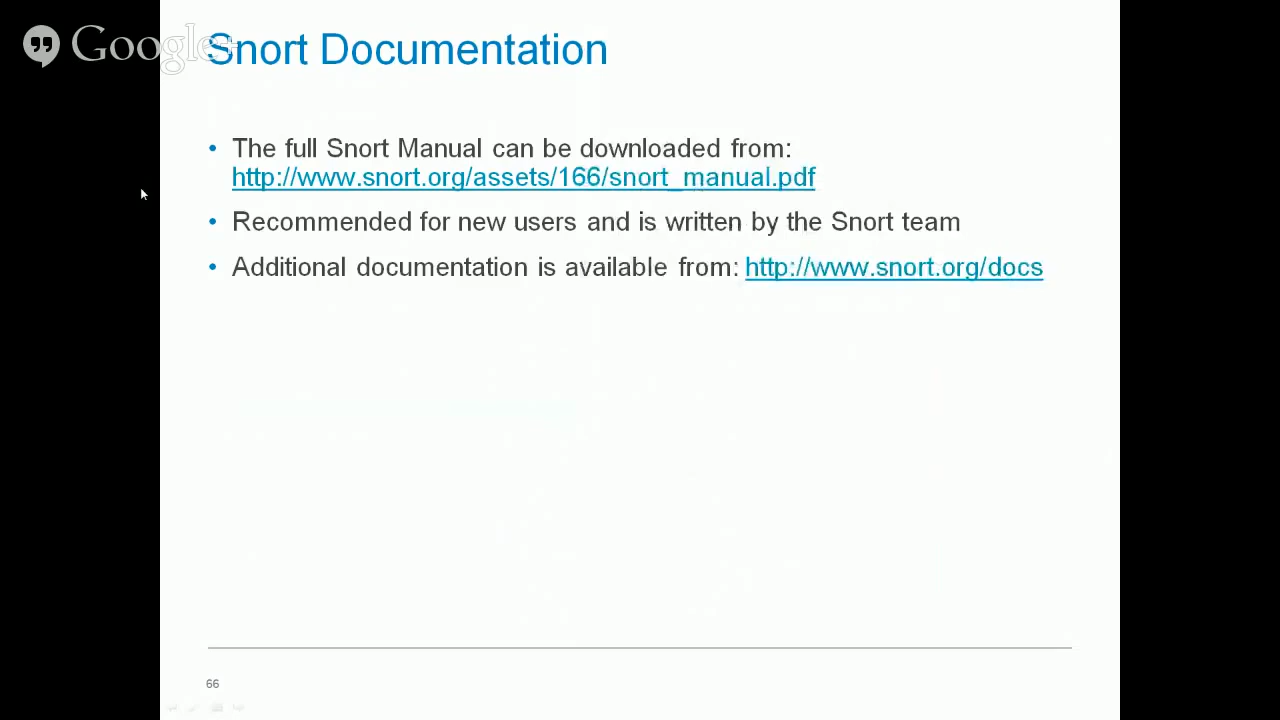 Google+
Snort Documentation
• The full Snort Manual can be downloaded from:
http://www.snort.org/assets/166/snort_manual.pdf
• Recommended for new users and is written by the Snort team
• Additional documentation is available from: http://www.snort.org/docs
66